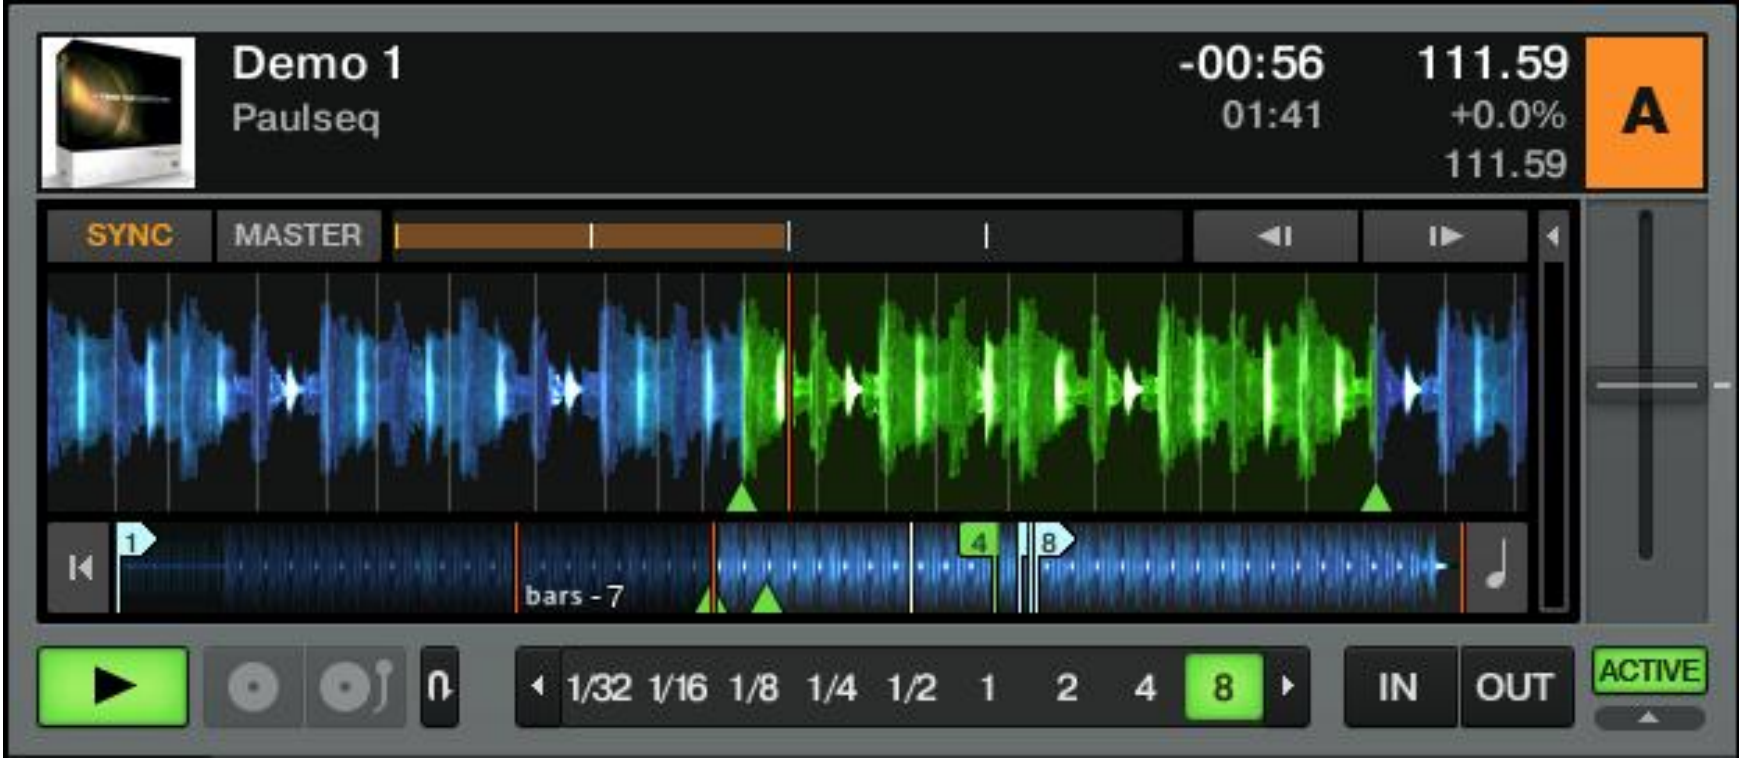 Demo 1
-00:56
111.59
A
Paulseq
01:41
+0.0%
111.59
SYNC
MASTER
1
4
8
bars - 7
1/32 1/16 1/8 1/4 1/2 1 2 4 8
IN
OUT
ACTIVE